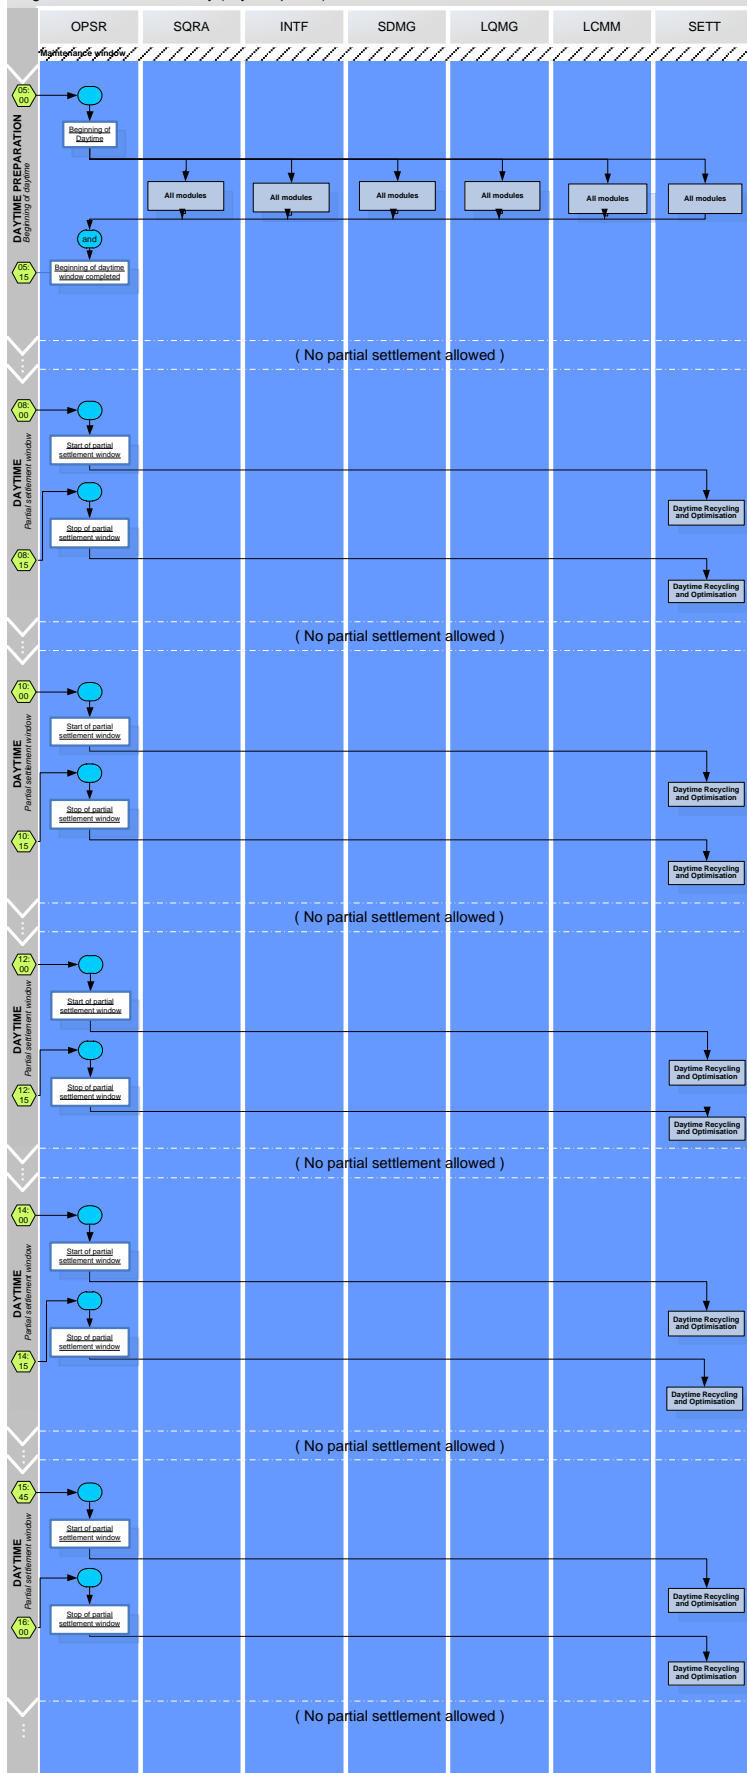 OPSR SQRA INTF SDMG LQMG LCMM SETT
Maintenance window
05:
00
DAYTIME PREPARATION
Beginning of daytime
Beginning of
Daytime
All modules All modules All modules All modules All modules All modules
and
05:
15
Beginning of daytime
window completed
( No partial settlement allowed )
08:
00
DAYTIME
Partial settlement window
Start of partial
settlement window
Daytime Recycling
and Optimisation
Stop of partial
settlement window
08:
15
Daytime Recycling
and Optimisation
( No partial settlement allowed )
10:
00
DAYTIME
Partial settlement window
Start of partial
settlement window
Daytime Recycling
and Optimisation
Stop of partial
settlement window
10:
15
Daytime Recycling
and Optimisation
( No partial settlement allowed )
12:
00
DAYTIME
Partial settlement window
Start of partial
settlement window
Daytime Recycling
and Optimisation
Stop of partial
settlement window
12:
15
Daytime Recycling
and Optimisation
( No partial settlement allowed )
14:
00
DAYTIME
Partial settlement window
Start of partial
settlement window
Daytime Recycling
and Optimisation
Stop of partial
settlement window
14:
15
Daytime Recycling
and Optimisation
( No partial settlement allowed )
15:
45
DAYTIME
Partial settlement window
Start of partial
settlement window
Daytime Recycling
and Optimisation
Stop of partial
settlement window
16:
00
Daytime Recycling
and Optimisation
( No partial settlement allowed )